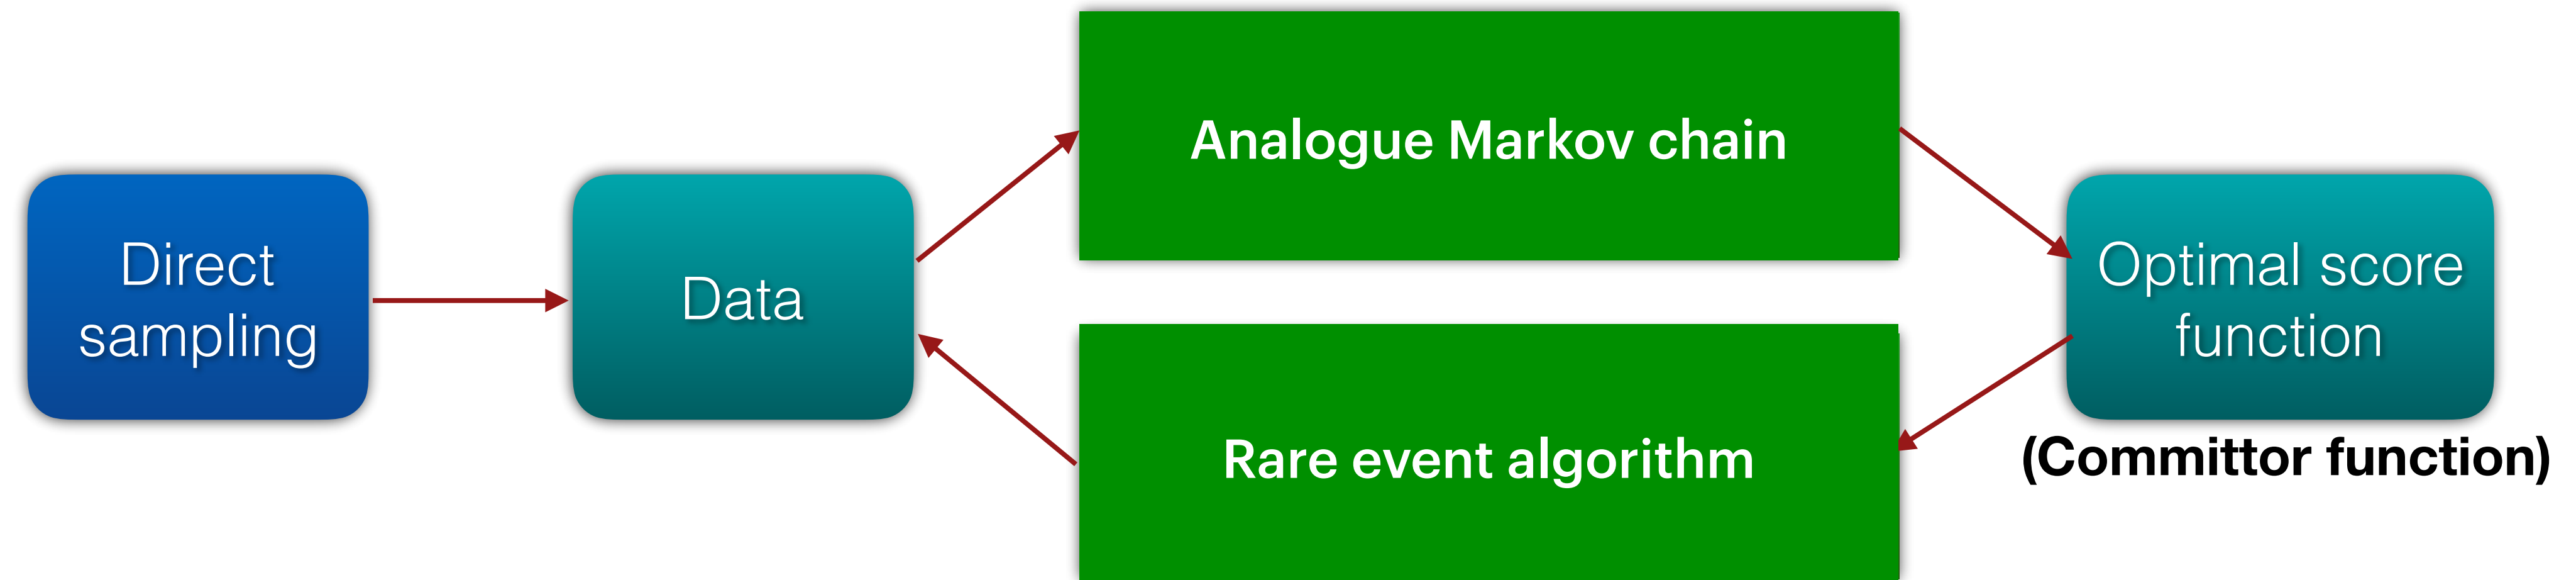 Direct
sampling
Data
Analogue Markov chain
Rare event algorithm
Optimal score
function
(Committor function)